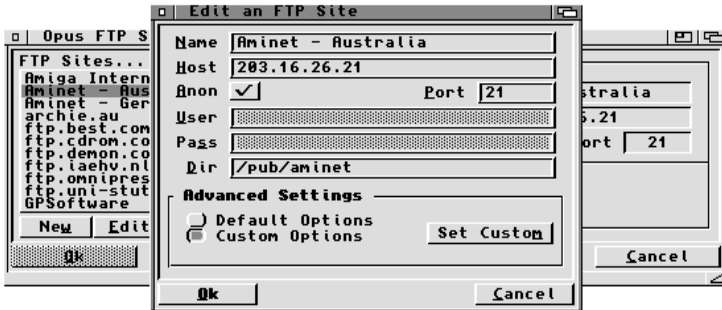 Edit an FTP Site
Opus FTP S
Name Aminet - Australia
FTP Sites...
Host 203.16.26.21
Amiga Intern
Aminet - Aus
Anon Port 21
stralia
Aminet - Ger
archie.au
User
.21
ftp.best.com
ftp.cdrom.co
Pass
ort 21
ftp.demon.co
ftp.iaehv.nl
Dir /pub/aminet
ftp.omnipres
ftp.uni-stut
Advanced Settings
GPSoftware
Default Options
New Edit
Custom Options Set Custom
Ok
Cancel
Ok Cancel